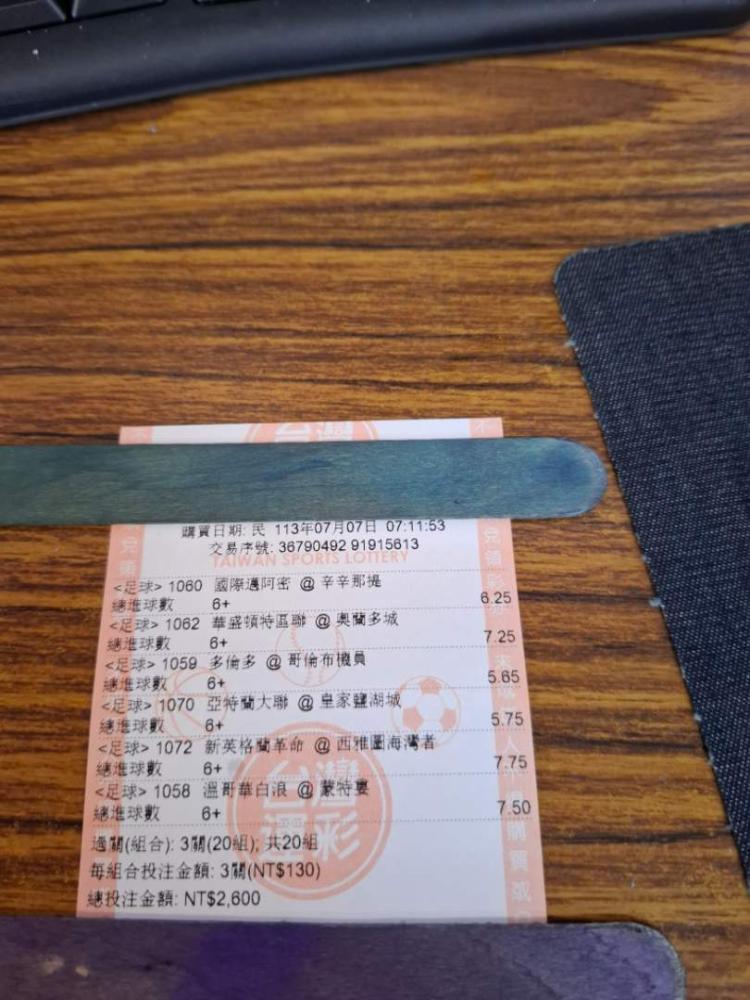 台灣
購買日期: 民 113年07月07日 07:11:53
交易序號: 36790492 91915613
TAIWAN SPORTS LOTTERY
<足球> 1060 國際邁阿密 @ 辛辛那提
總進球數 6+ 6.25
<足球> 1062 華盛頓特區聯 @ 奧蘭多城
總進球數 6+ 7.25
<足球> 1059 多倫多 @ 哥倫布機員
總進球數 6+ 5.65
<足球> 1070 亞特蘭大聯 @ 皇家鹽湖城
總進球數 6+ 5.75
<足球> 1072 新英格蘭革命 @ 西雅圖海灣者
總進球數 6+ 7.75
<足球> 1058 溫哥華白浪 @ 蒙特婁
總進球數 6+ 7.50
台灣
運彩
過關(組合): 3關(20組); 共20組
每組合投注金額: 3關(NT$130)
總投注金額: NT$2,600